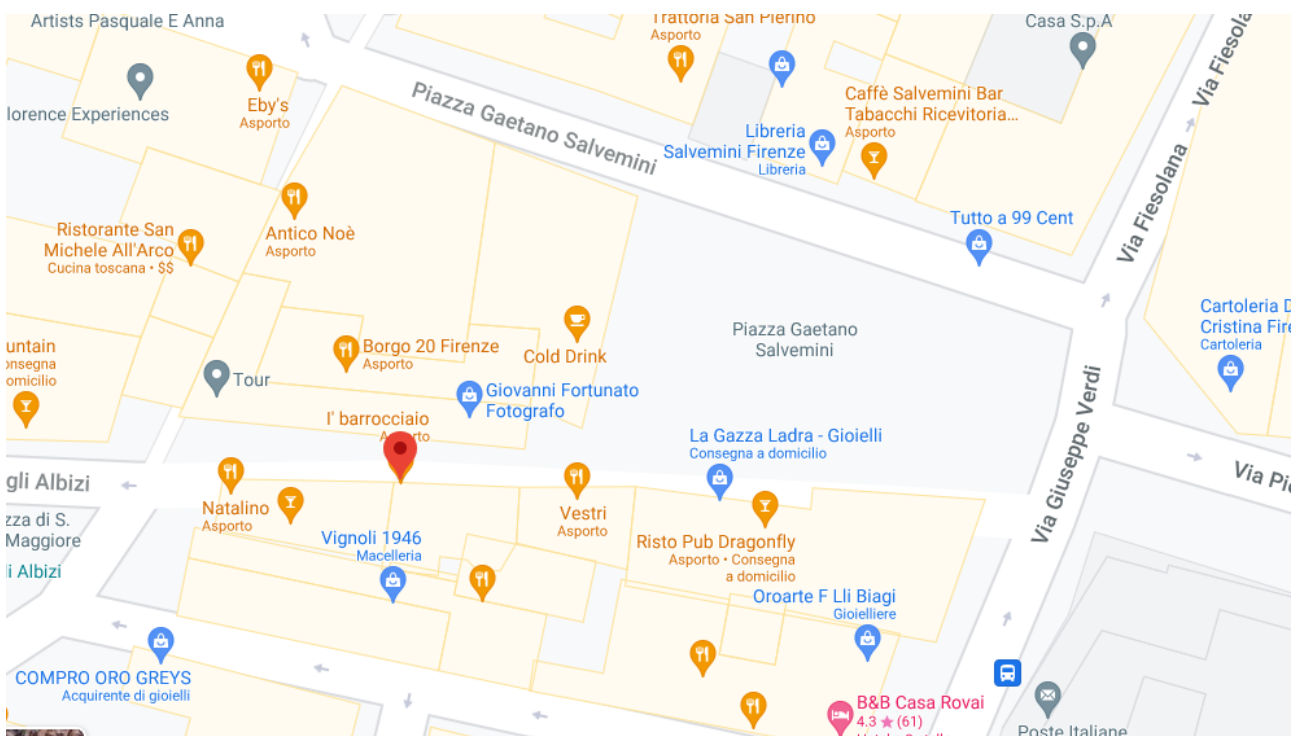 Artists Pasquale E Anna
Trattoria San Pierino
Asporto
Casa S.p.A
Via Fiesolana
Eby's
Asporto
lorence Experiences
Piazza Gaetano Salvemini
Caffè Salvemini Bar
Tabacchi Ricevitoria...
Asporto
Libreria
Salvemini Firenze
Libreria
Via Fiesolana
Ristorante San
Michele All'Arco
Cucina toscana • $$
Antico Noè
Asporto
Tutto a 99 Cent
Cartoleria D
Cristina Fire
Cartoleria
Piazza Gaetano
Salvemini
untain
onsegna
omicilio
Borgo 20 Firenze
Asporto
Cold Drink
Tour
Giovanni Fortunato
Fotografo
I' barrocciaio
Asporto
La Gazza Ladra - Gioielli
Consegna a domicilio
Via Giuseppe Verdi
gli Albizi
Via Pie
Natalino
Asporto
Vestri
Asporto
zza di S.
Maggiore
li Albizi
Vignoli 1946
Macelleria
Risto Pub Dragonfly
Asporto • Consegna
a domicilio
Oroarte F Lli Biagi
Gioielliere
COMPRO ORO GREYS
Acquirente di gioielli
B&B Casa Rovai
4.3 ★ (61)
Poste Italiane